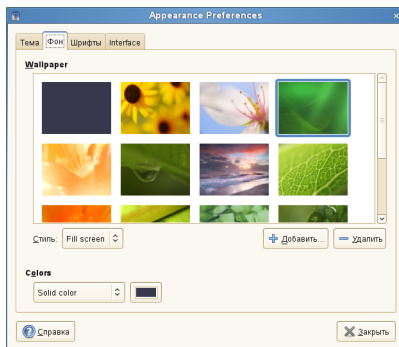 Appearance Preferences
Тема Фон Шрифты Interface
Wallpaper
Стиль: Fill screen Добавить... Удалить
Colors
Solid color
Справка Закрыть